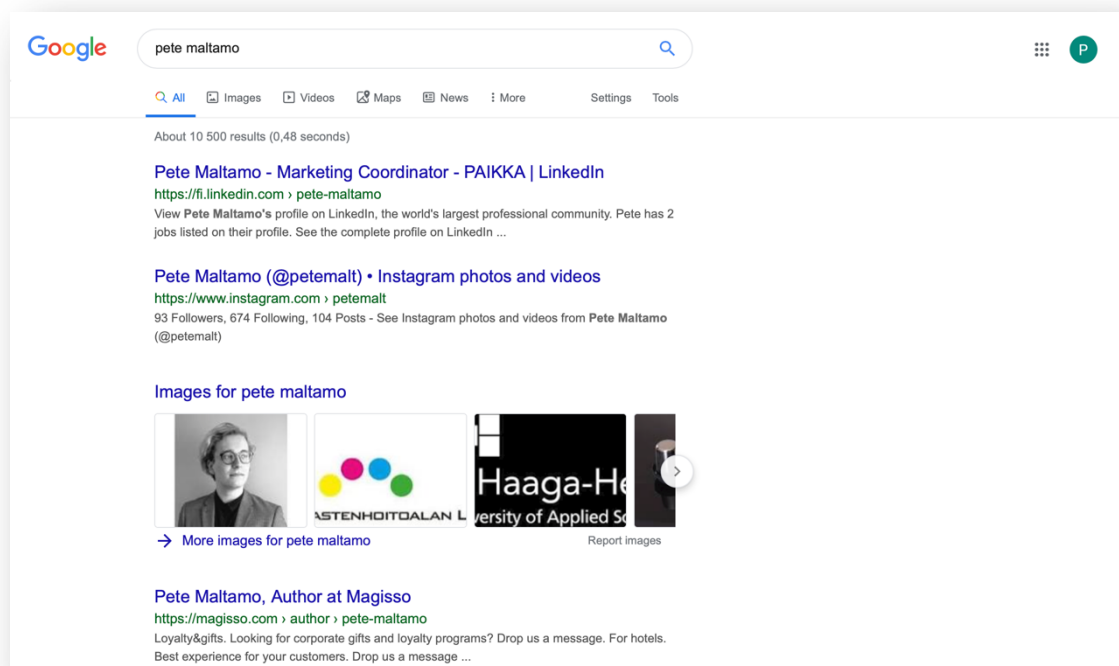 Google
pete maltamo
P
All Images Videos Maps News More Settings Tools
About 10 500 results (0,48 seconds)
Pete Maltamo - Marketing Coordinator - PAIKKA | LinkedIn
https://fi.linkedin.com › pete-maltamo
View Pete Maltamo's profile on LinkedIn, the world's largest professional community. Pete has 2
jobs listed on their profile. See the complete profile on LinkedIn ...
Pete Maltamo (@petemalt) • Instagram photos and videos
https://www.instagram.com › petemalt
93 Followers, 674 Following, 104 Posts - See Instagram photos and videos from Pete Maltamo
(@petemalt)
Images for pete maltamo
ASTENHOITOALAN L
Haaga-He
versity of Applied Sc
More images for pete maltamo
Report images
Pete Maltamo, Author at Magisso
https://magisso.com › author › pete-maltamo
Loyalty&gifts. Looking for corporate gifts and loyalty programs? Drop us a message. For hotels.
Best experience for your customers. Drop us a message ...